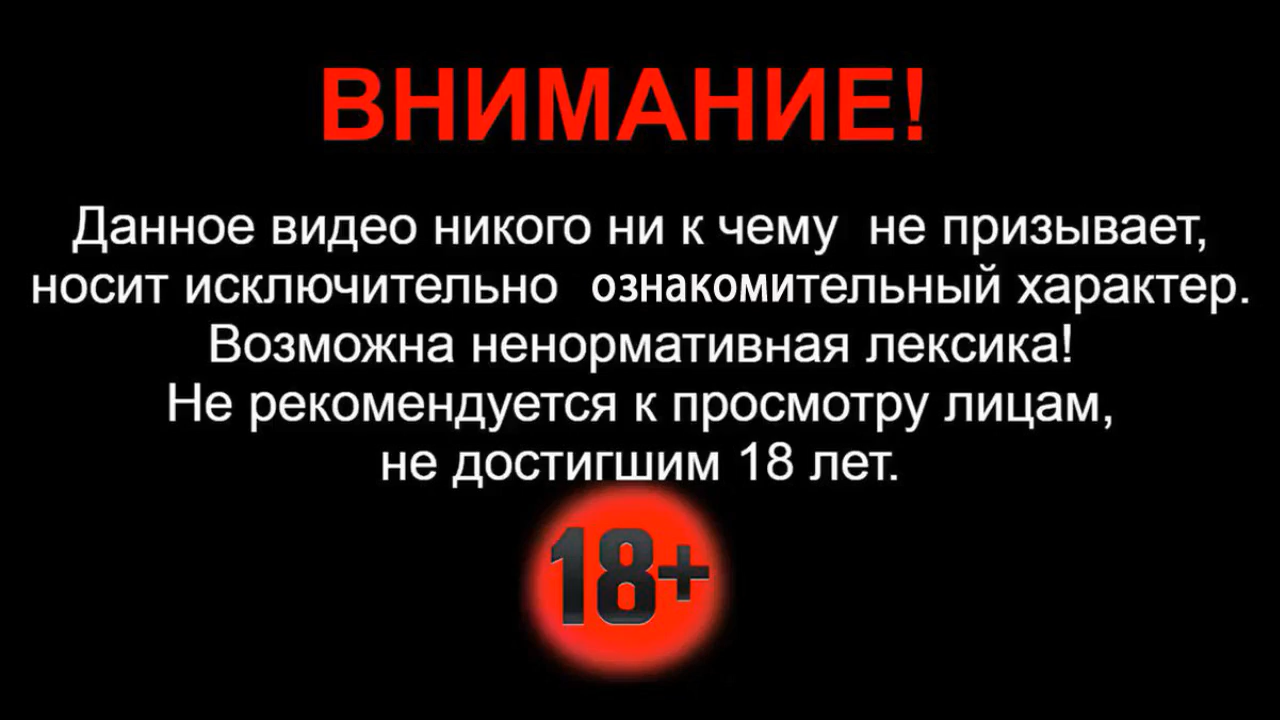 ВНИМАНИЕ!
Данное видео никого ни к чему не призывает,
носит исключительно ознакомительный характер.
Возможна ненормативная лексика!
Не рекомендуется к просмотру лицам,
не достигшим 18 лет.
18+